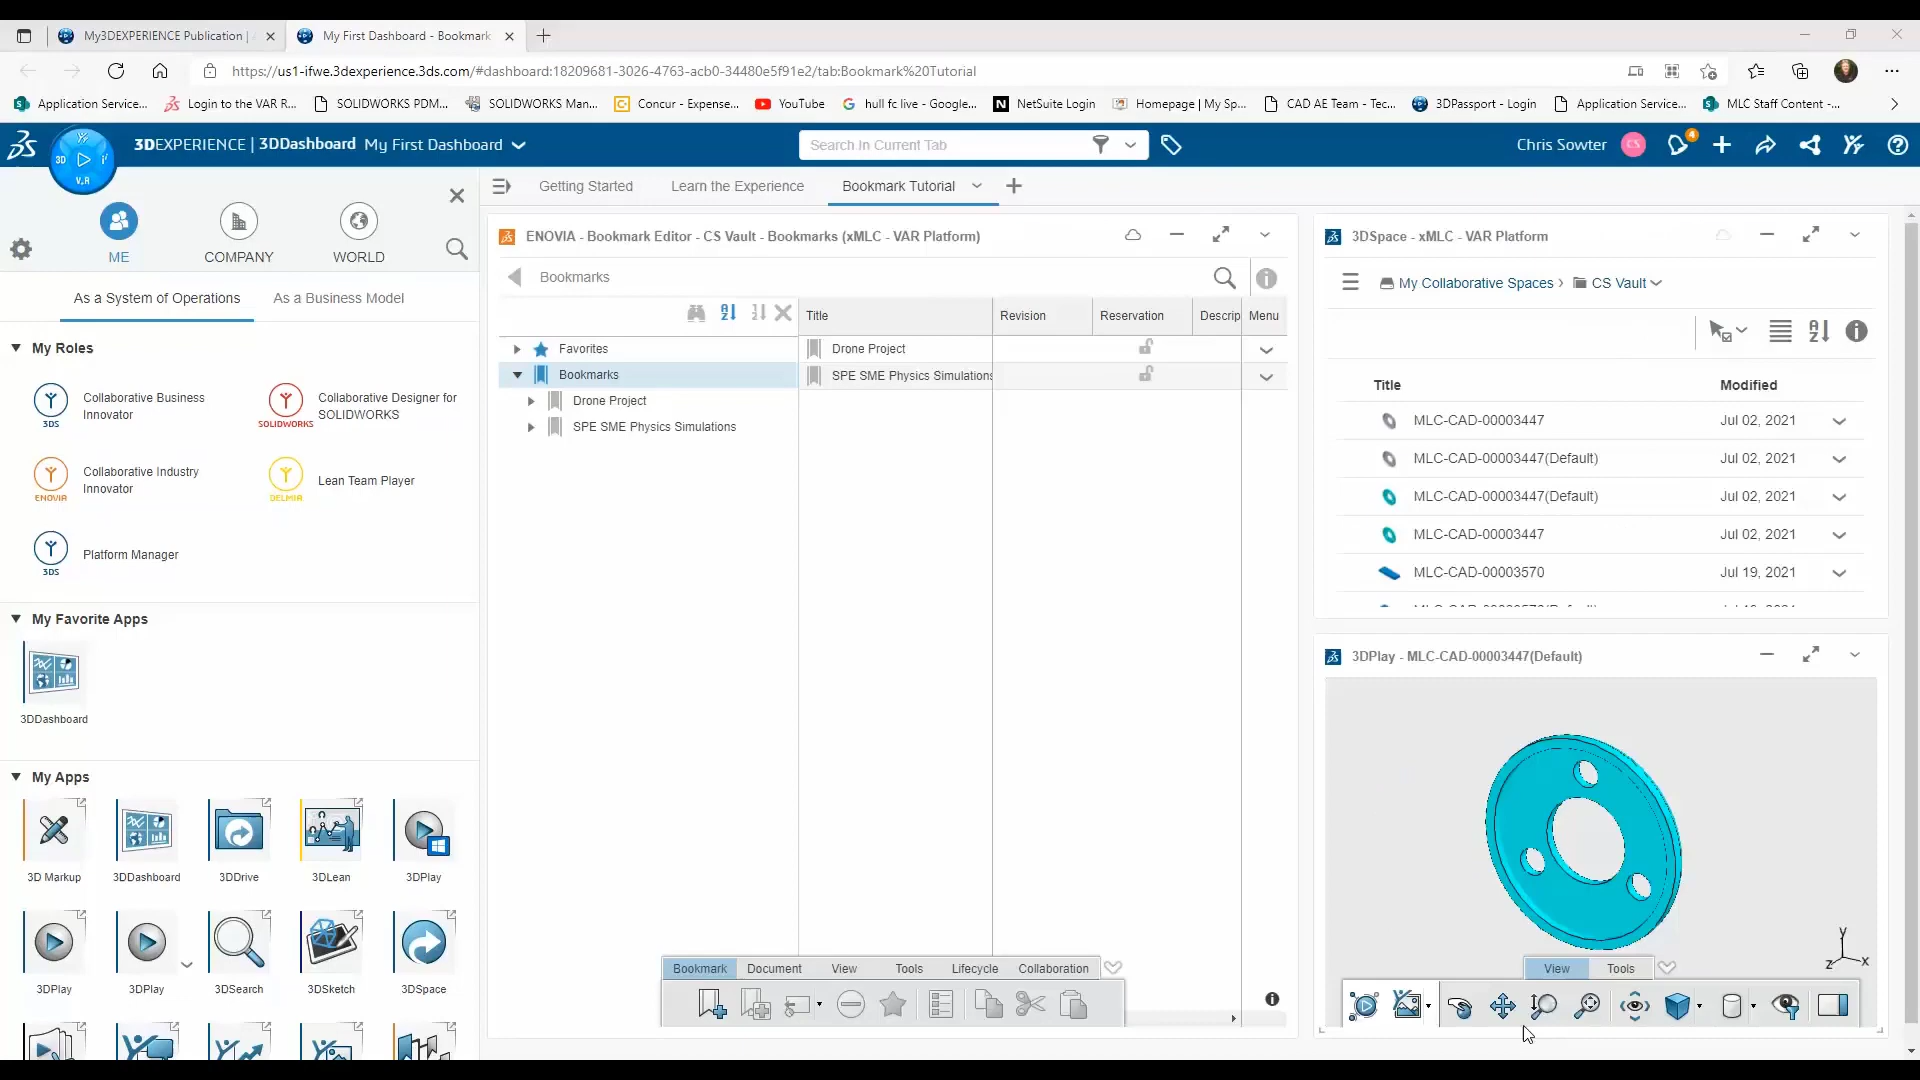 My3DEXPERIENCE Publication |
My First Dashboard - Bookmark
https://us1-ifwe.3dexperience.3ds.com/#dashboard:18209681-3026-4763-acb0-34480e5f91e2/tab:Bookmark%20Tutorial
Application Service...
Login to the VAR R...
SOLIDWORKS PDM...
SOLIDWORKS Man...
Concur - Expense...
YouTube
hull fc live - Google...
NetSuite Login
Homepage | My Sp...
CAD AE Team - Tec...
3DPassport - Login
Application Service...
MLC Staff Content -...
3DEXPERIENCE | 3DDashboard My First Dashboard
Search In Current Tab
Chris Sowter
CS
4
3D
V.R
ME
COMPANY
WORLD
As a System of Operations
As a Business Model
My Roles
Collaborative Business
Innovator
3DS
Collaborative Designer for
SOLIDWORKS
SOLIDWORKS
Collaborative Industry
Innovator
ENOVIA
Lean Team Player
DELMIA
Platform Manager
3DS
My Favorite Apps
3DDashboard
My Apps
3D Markup
3DDashboard
3DDrive
3DLean
3DPlay
3DPlay
3DPlay
3DSearch
3DSketch
3DSpace
Getting Started
Learn the Experience
Bookmark Tutorial
ENOVIA - Bookmark Editor - CS Vault - Bookmarks (xMLC - VAR Platform)
Bookmarks
Title
Revision
Reservation
Descrip
Menu
Favorites
Bookmarks
Drone Project
SPE SME Physics Simulations
Drone Project
SPE SME Physics Simulations
Bookmark
Document
View
Tools
Lifecycle
Collaboration
3DSpace - xMLC - VAR Platform
My Collaborative Spaces
CS Vault
Title
Modified
MLC-CAD-00003447
Jul 02, 2021
MLC-CAD-00003447(Default)
Jul 02, 2021
MLC-CAD-00003447(Default)
Jul 02, 2021
MLC-CAD-00003447
Jul 02, 2021
MLC-CAD-00003570
Jul 19, 2021
3DPlay - MLC-CAD-00003447(Default)
y
x
z
View
Tools